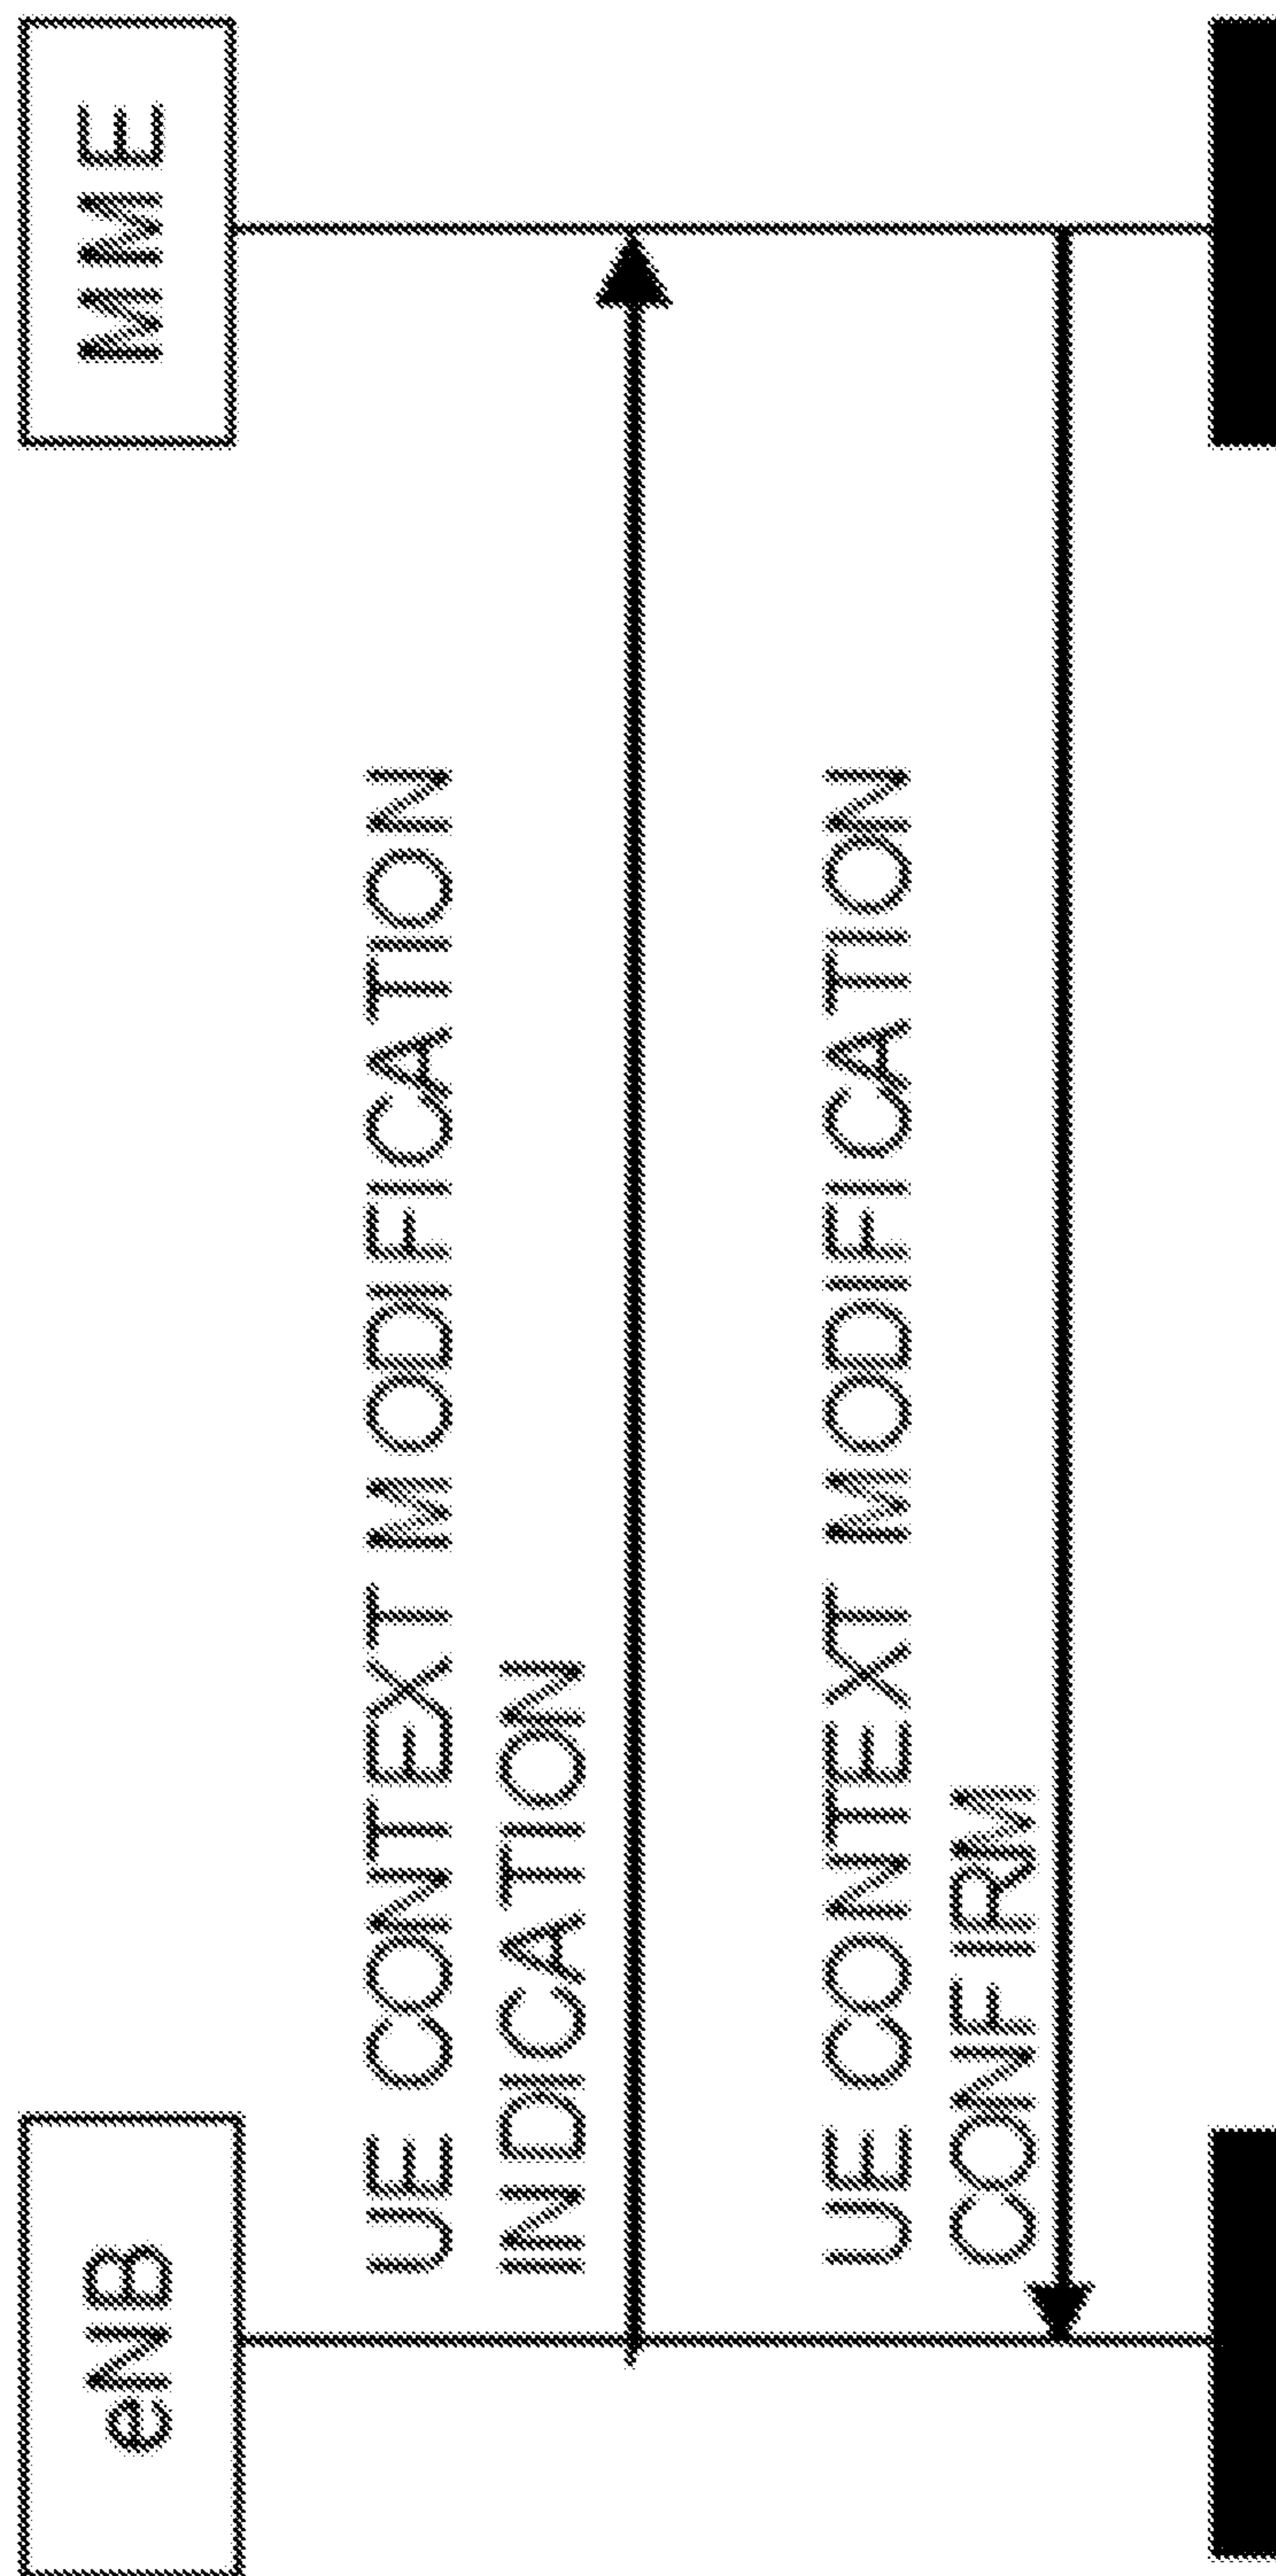 eNB
MME
UE CONTEXT MODIFICATION
INDICATION
UE CONTEXT MODIFICATION
CONFIRM